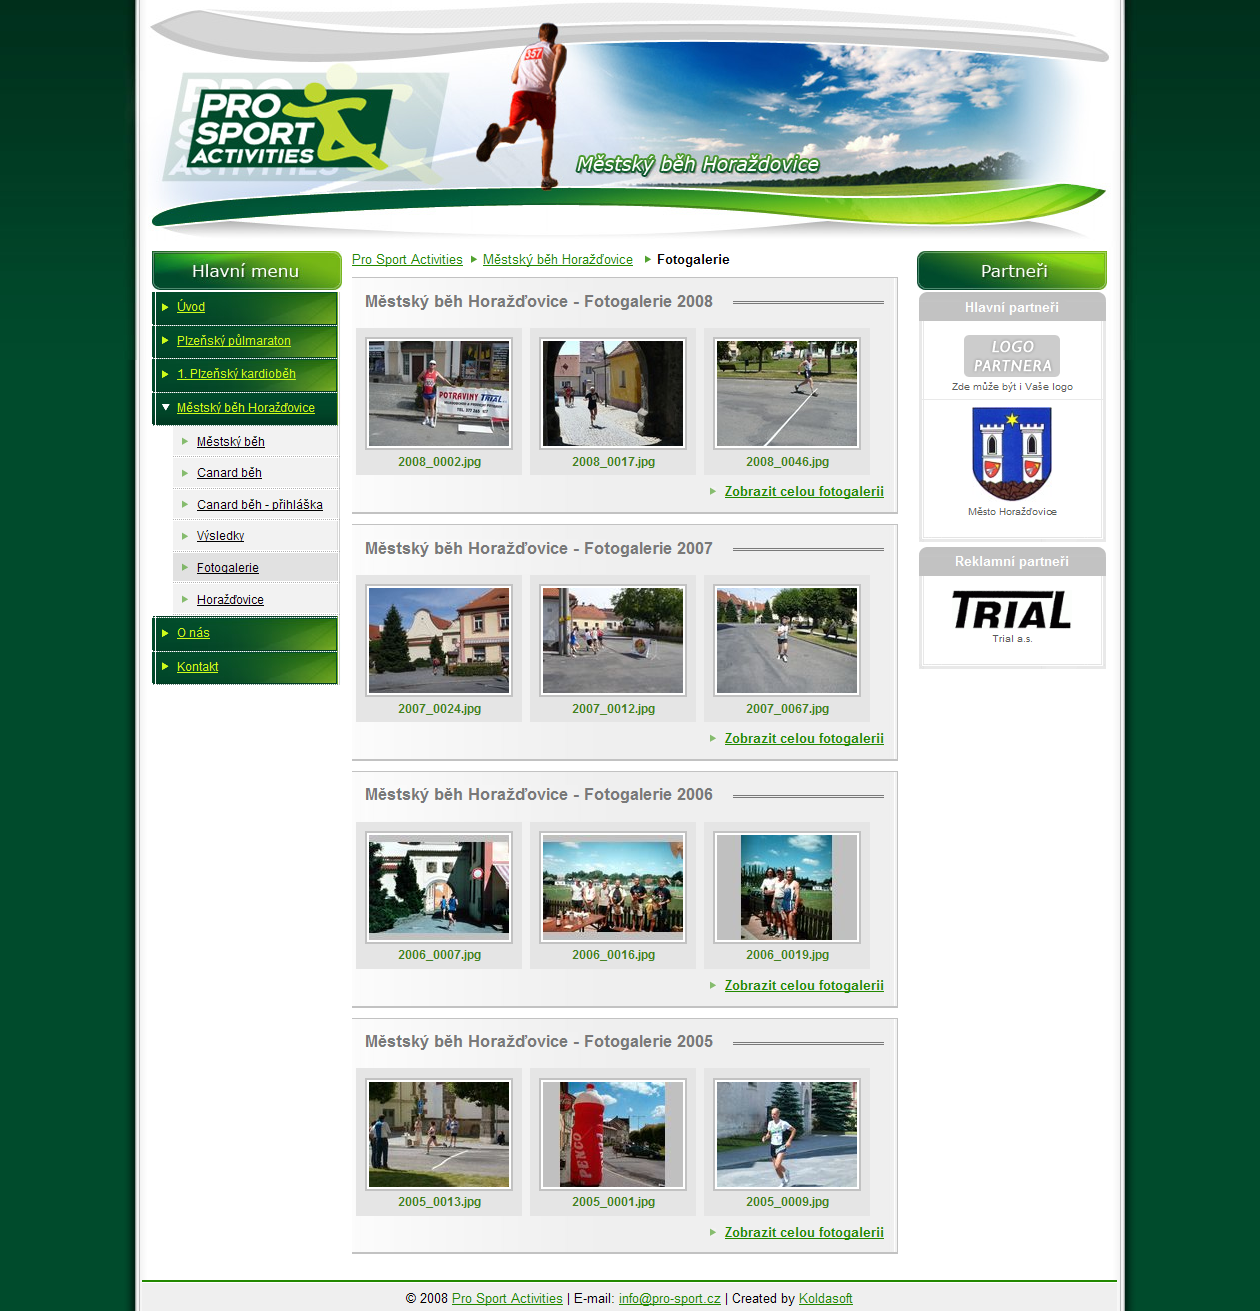 357
PRO
SPORT
ACTIVITIES
Městský běh Horažďovice
Hlavní menu
Úvod
Plzeňský půlmaraton
1. Plzeňský kardioběh
Městský běh Horažďovice
Městský běh
Canard běh
Canard běh - přihláška
Výsledky
Fotogalerie
Horažďovice
O nás
Kontakt
Pro Sport Activities Městský běh Horažďovice Fotogalerie
Městský běh Horažďovice - Fotogalerie 2008
POTRAVINY TRIAL
2008_0002.jpg
2008_0017.jpg
2008_0046.jpg
Zobrazit celou fotogalerii
Městský běh Horažďovice - Fotogalerie 2007
2007_0024.jpg
2007_0012.jpg
2007_0067.jpg
Zobrazit celou fotogalerii
Městský běh Horažďovice - Fotogalerie 2006
2006_0007.jpg
2006_0016.jpg
2006_0019.jpg
Zobrazit celou fotogalerii
Městský běh Horažďovice - Fotogalerie 2005
PENCO
2005_0013.jpg
2005_0001.jpg
2005_0009.jpg
Zobrazit celou fotogalerii
Partneři
Hlavní partneři
LOGO
PARTNERA
Zde může být i Vaše logo
Město Horažďovice
Reklamní partneři
TRIAL
Trial a.s.
© 2008 Pro Sport Activities | E-mail: info@pro-sport.cz | Created by Koldasoft